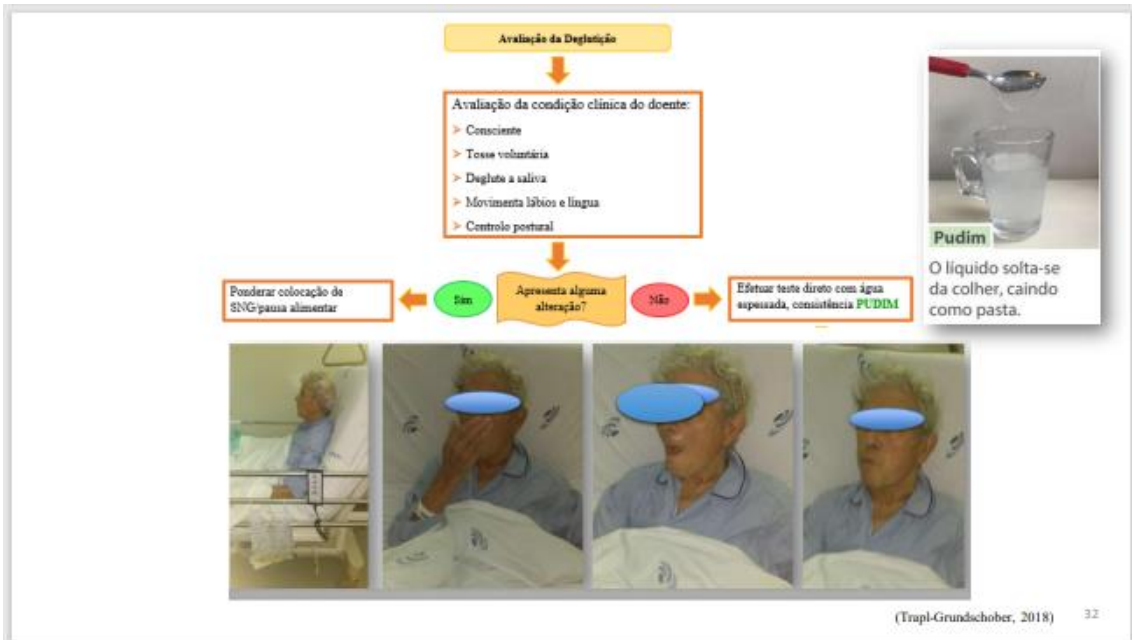 Avaliação da Deglutição
Avaliação da condição clínica do doente:
➢ Consciente
➢ Tosse voluntária
➢ Deglute a saliva
➢ Movimenta lábios e língua
➢ Controlo postural
Ponderar colocação de
SNG/pausa alimentar
Sim
Apresenta alguma
alteração?
Não
Efetuar teste direto com água
espessada, consistência PUDIM
Pudim
O líquido solta-se
da colher, caindo
como pasta.
(Trapl-Grundschober, 2018)
32